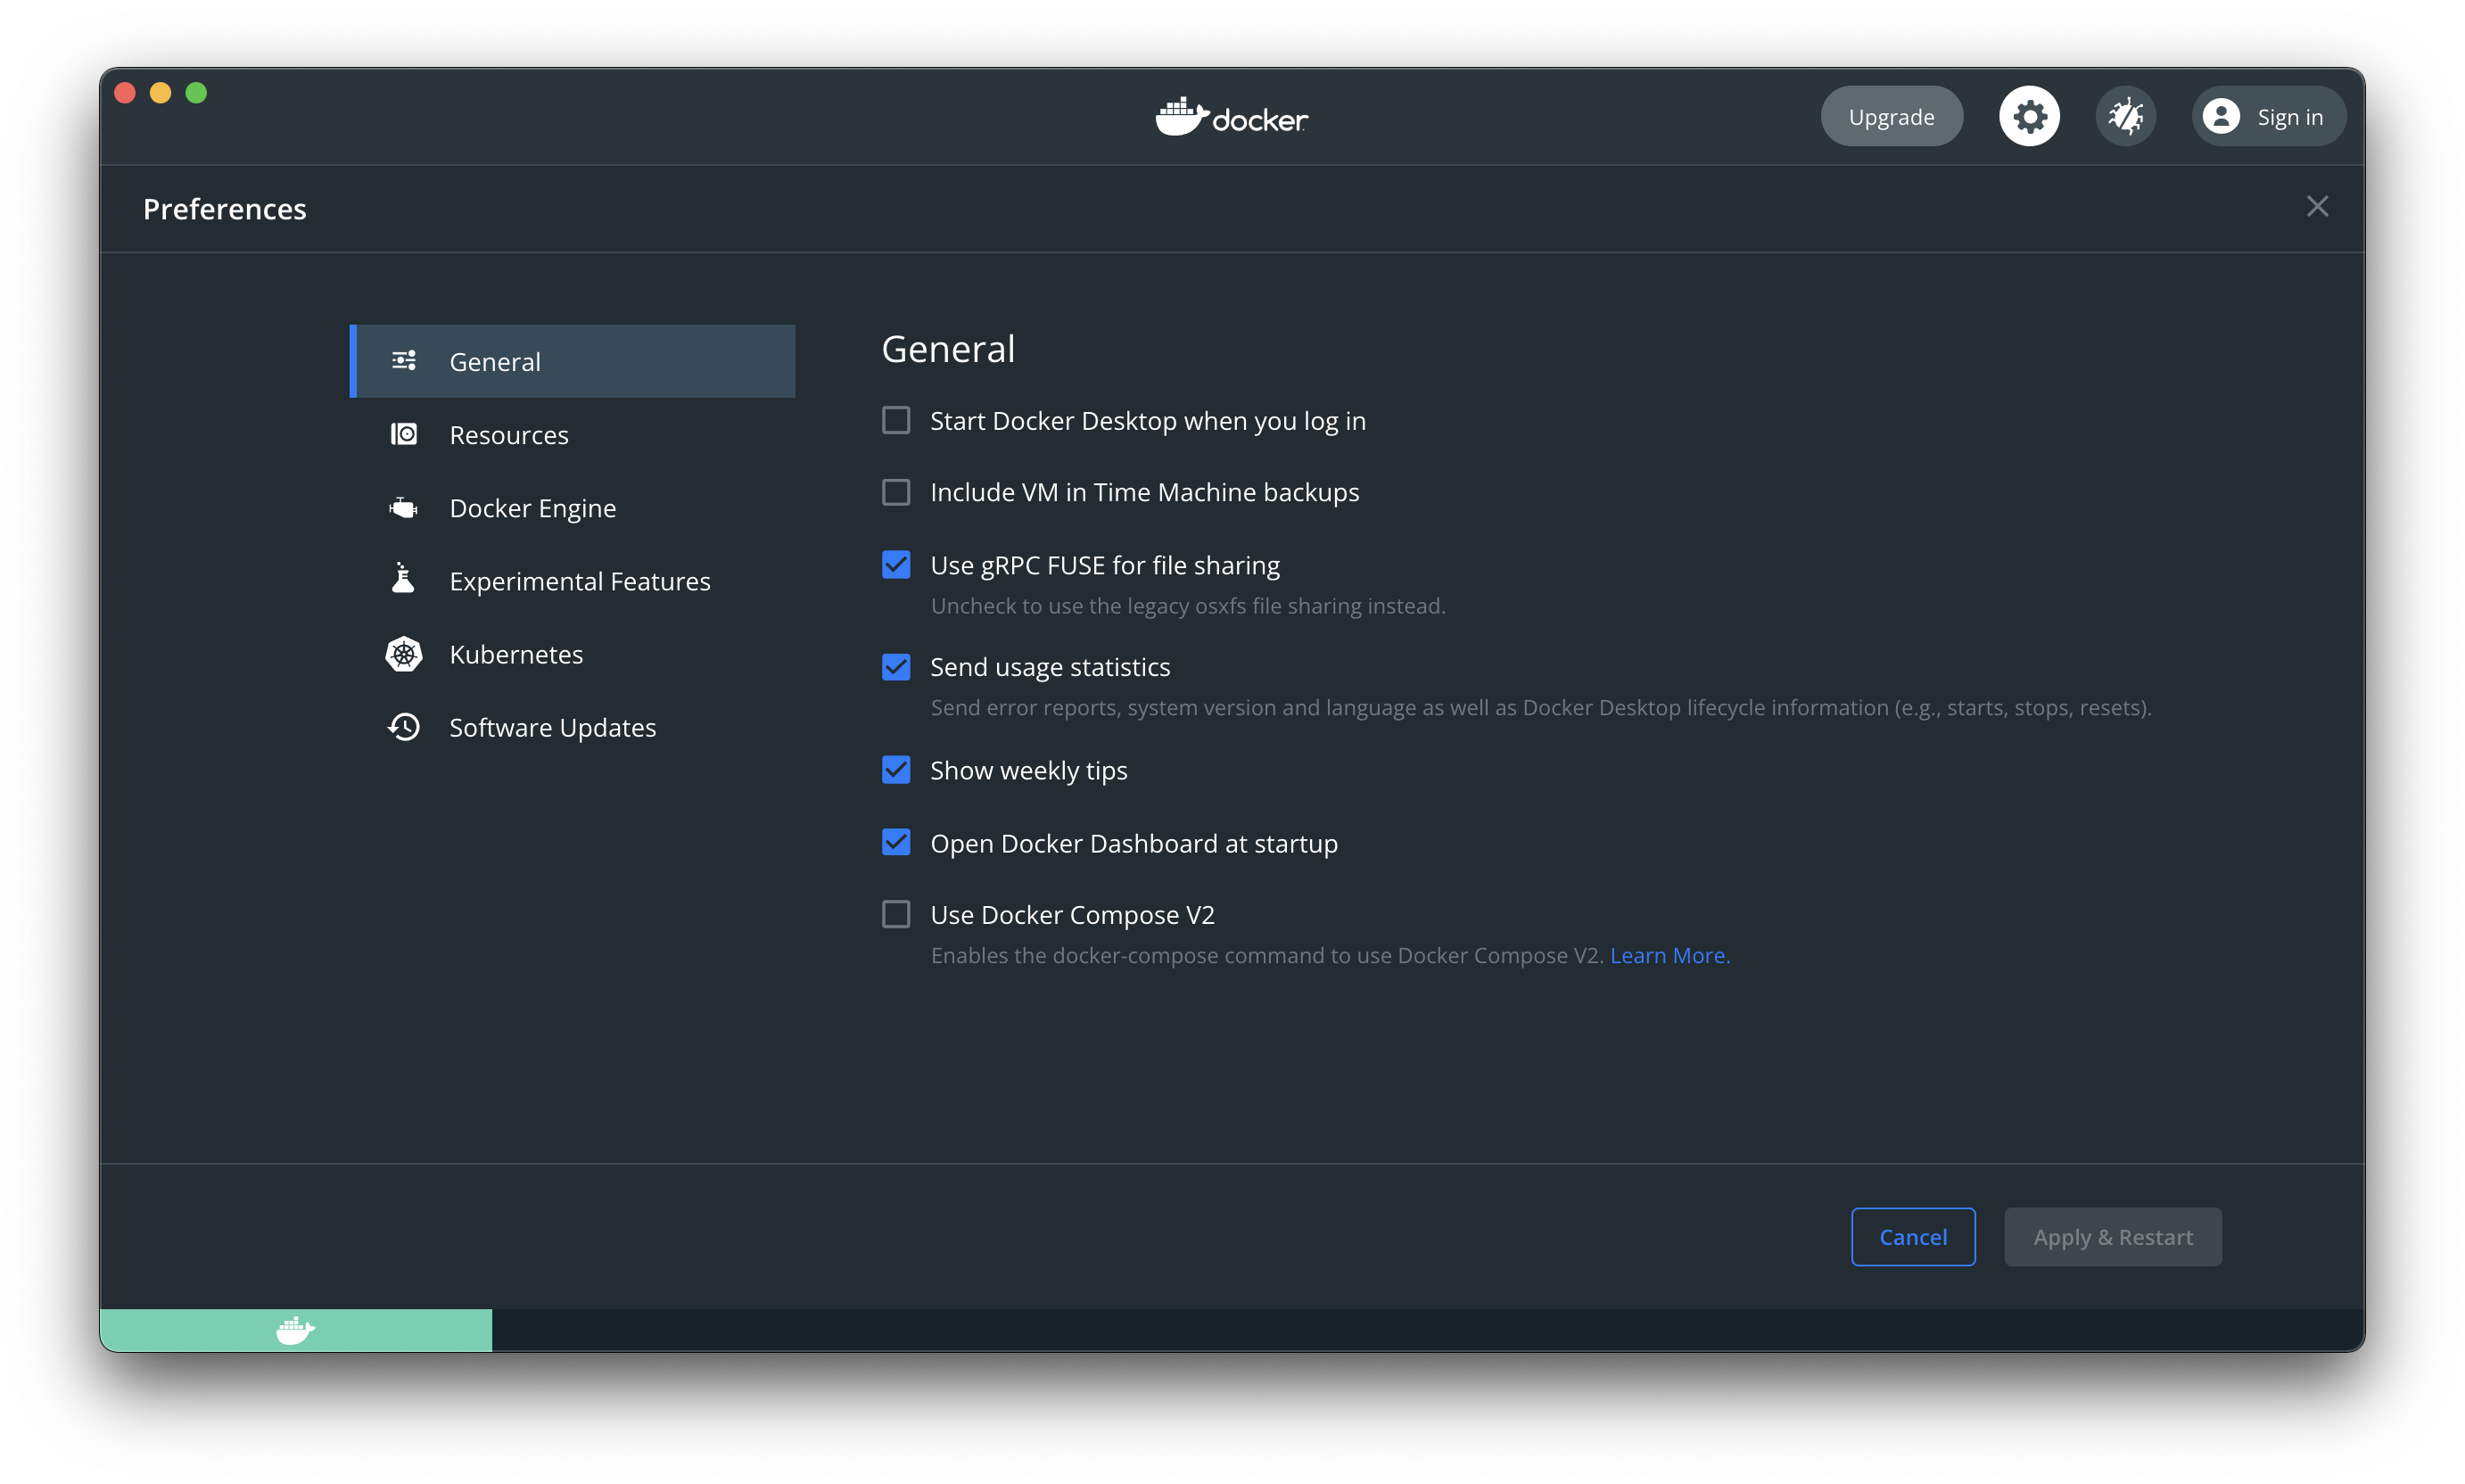 docker
Upgrade
Sign in
Preferences
General
Resources
Docker Engine
Experimental Features
Kubernetes
Software Updates
General
Start Docker Desktop when you log in
Include VM in Time Machine backups
Use gRPC FUSE for file sharing
Uncheck to use the legacy osxfs file sharing instead.
Send usage statistics
Send error reports, system version and language as well as Docker Desktop lifecycle information (e.g., starts, stops, resets).
Show weekly tips
Open Docker Dashboard at startup
Use Docker Compose V2
Enables the docker-compose command to use Docker Compose V2. Learn More.
Cancel
Apply & Restart